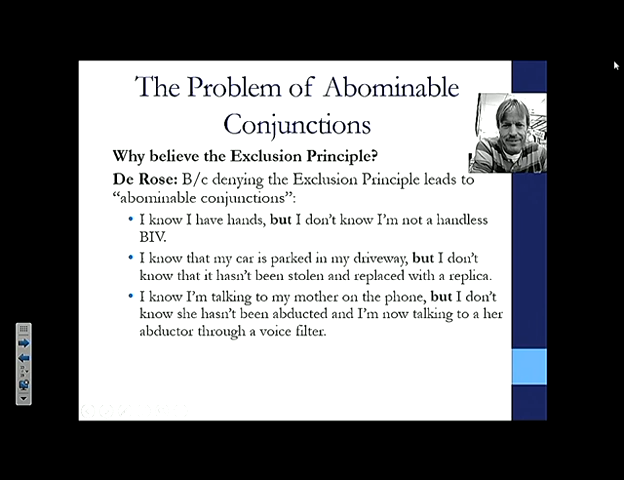 The Problem of Abominable
Conjunctions
Why believe the Exclusion Principle?
De Rose: B/c denying the Exclusion Principle leads to
“abominable conjunctions”:
• I know I have hands, but I don’t know I’m not a handless
BIV.
• I know that my car is parked in my driveway, but I don’t
know that it hasn’t been stolen and replaced with a replica.
• I know I’m talking to my mother on the phone, but I don’t
know she hasn’t been abducted and I’m now talking to a her
abductor through a voice filter.